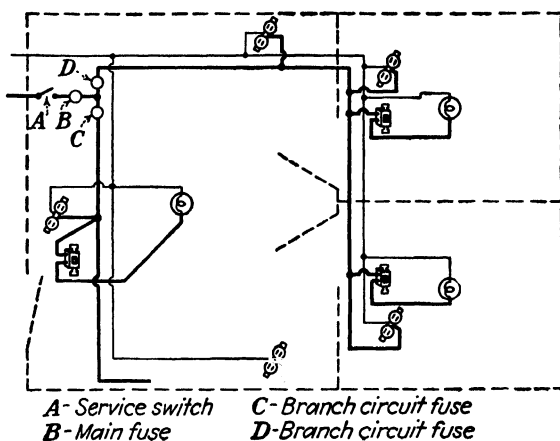 D
A B
C
A - Service switch C - Branch circuit fuse
B - Main fuse D - Branch circuit fuse